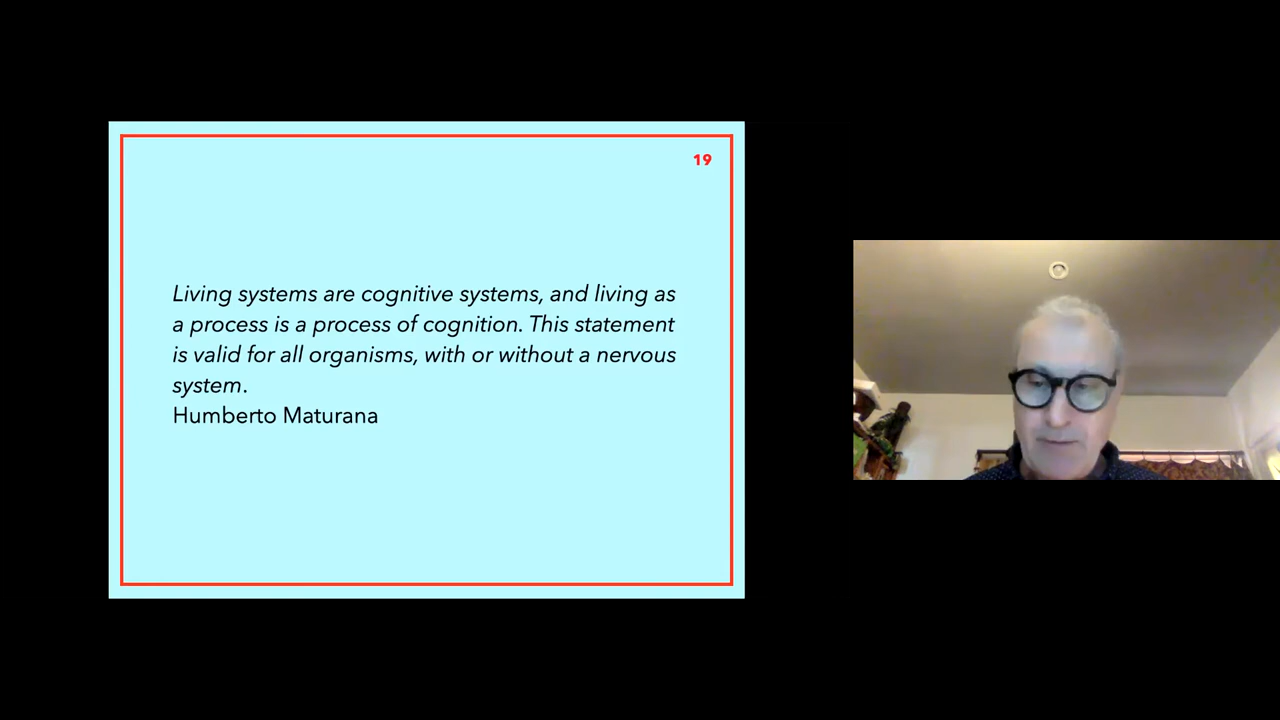 19
Living systems are cognitive systems, and living as
a process is a process of cognition. This statement
is valid for all organisms, with or without a nervous
system.
Humberto Maturana